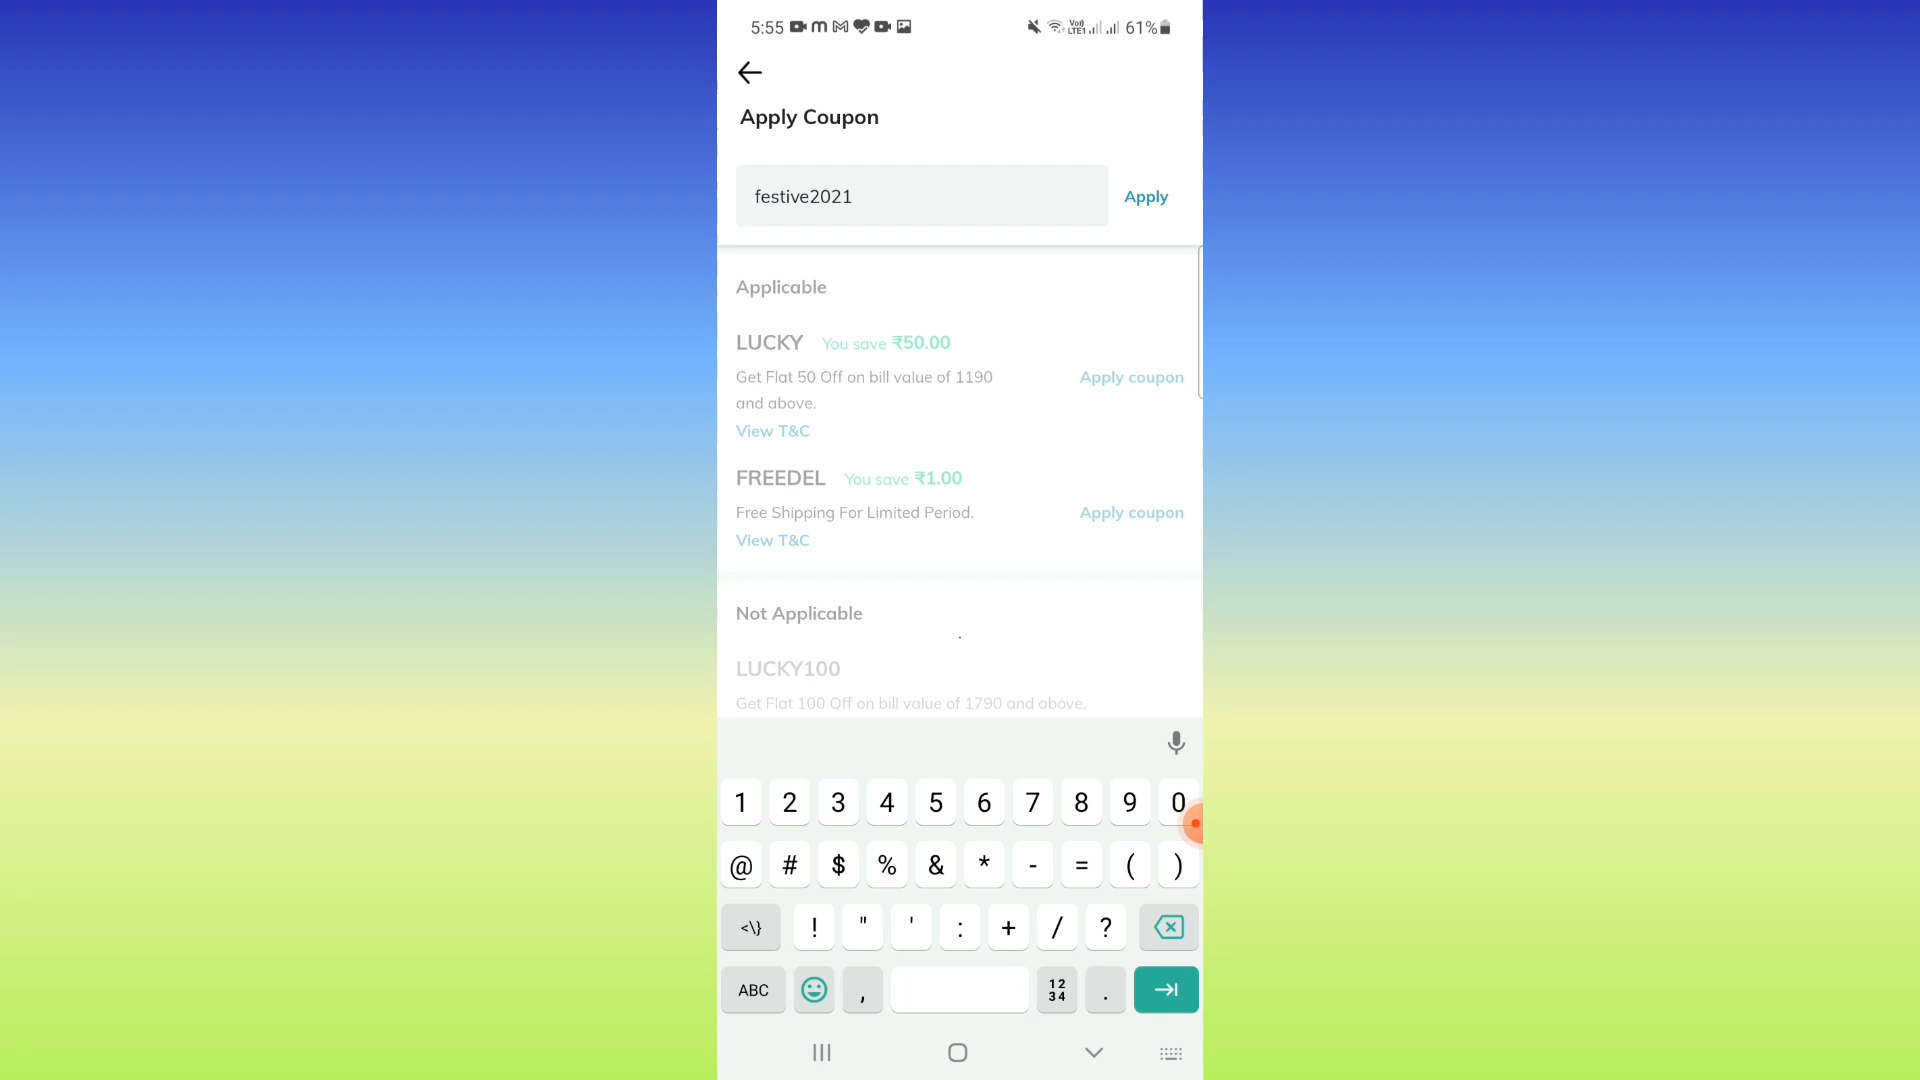 5:55 61%
Apply Coupon
festive2021 Apply
Applicable
LUCKY You save ₹50.00
Get Flat 50 Off on bill value of 1190 Apply coupon
and above.
View T&C
FREEDEL You save ₹1.00
Free Shipping For Limited Period. Apply coupon
View T&C
Not Applicable
LUCKY100
Get Flat 100 Off on bill value of 1790 and above.
1 2 3 4 5 6 7 8 9 0
@ # $ % & * - = ( )
<\} ! " ' : + / ?
ABC , 12 34 .